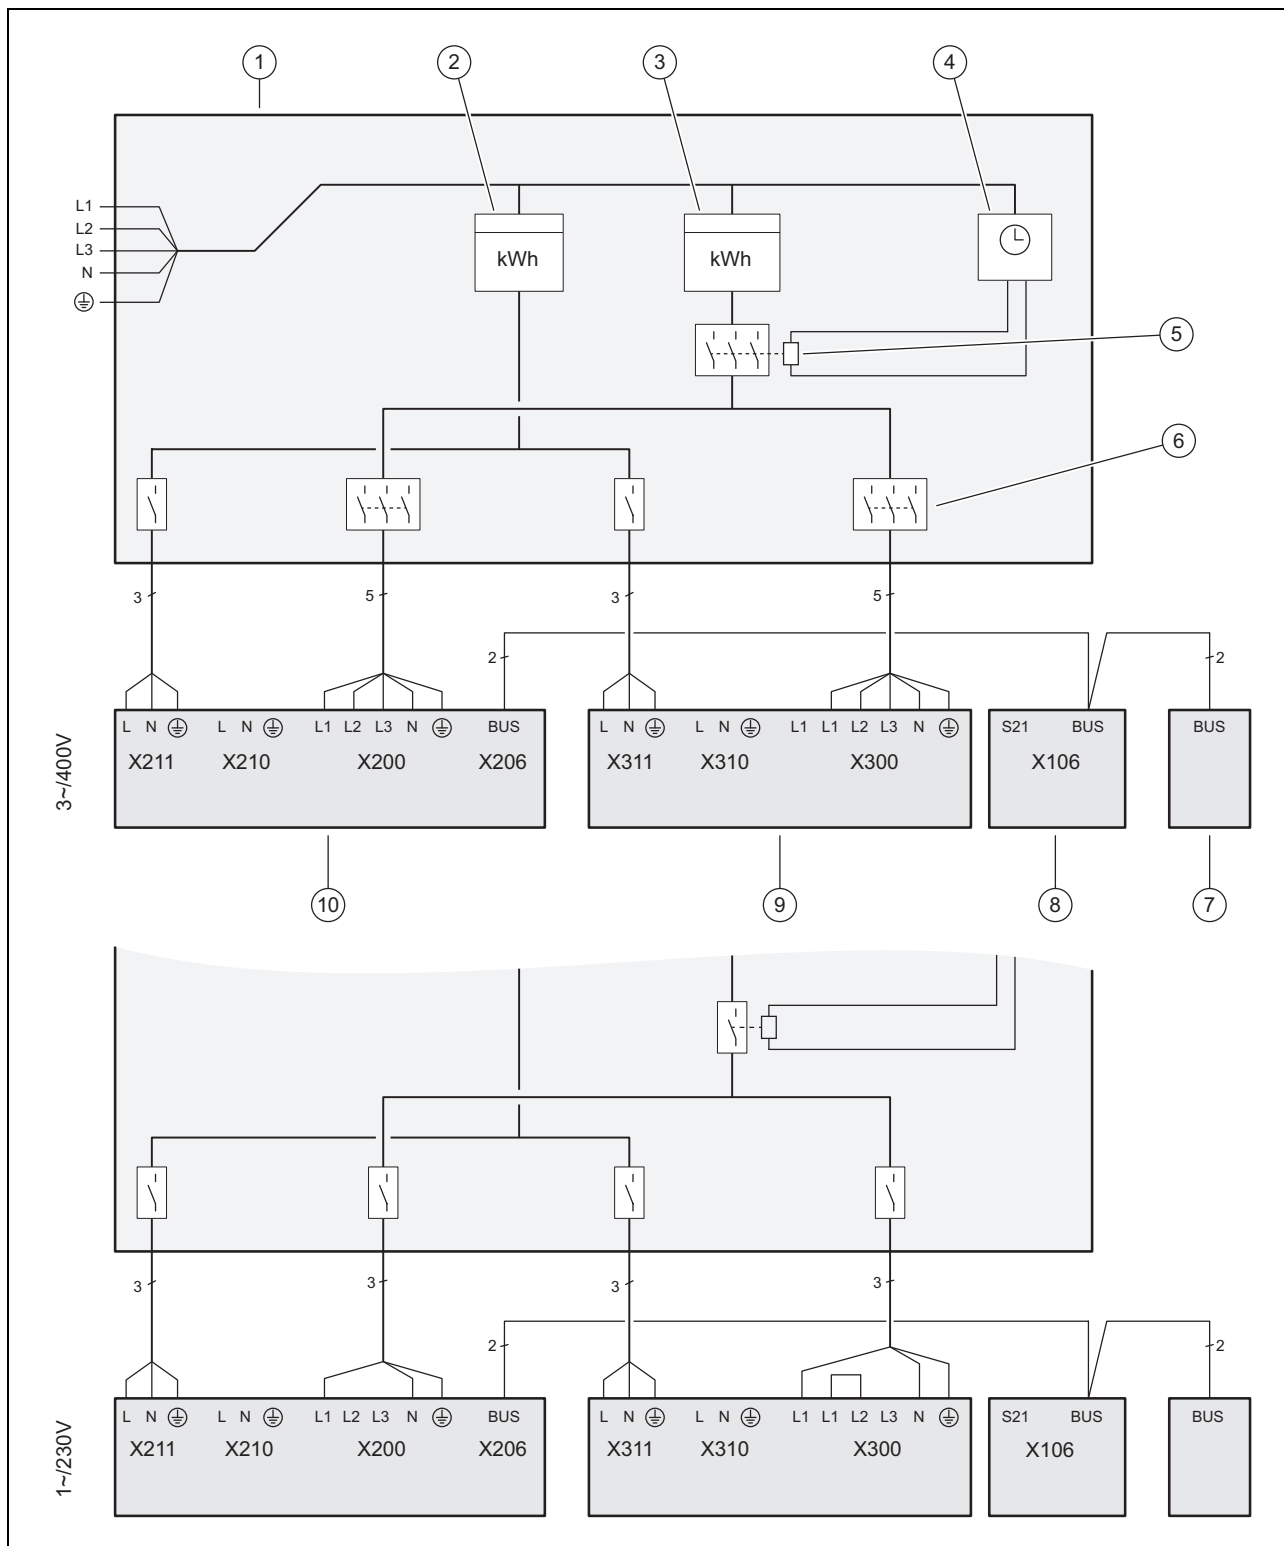 1 2 3 4
L1
L2
L3
N
kWh kWh
5
6
3 5 3 5
2 2
L N L N L1 L2 L3 N BUS L N L N L1 L1 L2 L3 N S21 BUS BUS
X211 X210 X200 X206 X311 X310 X300 X106
3~/400V
10 9 8 7
3 3 3 3
2 2
L N L N L1 L2 L3 N BUS L N L N L1 L1 L2 L3 N S21 BUS BUS
X211 X210 X200 X206 X311 X310 X300 X106
1~/230V